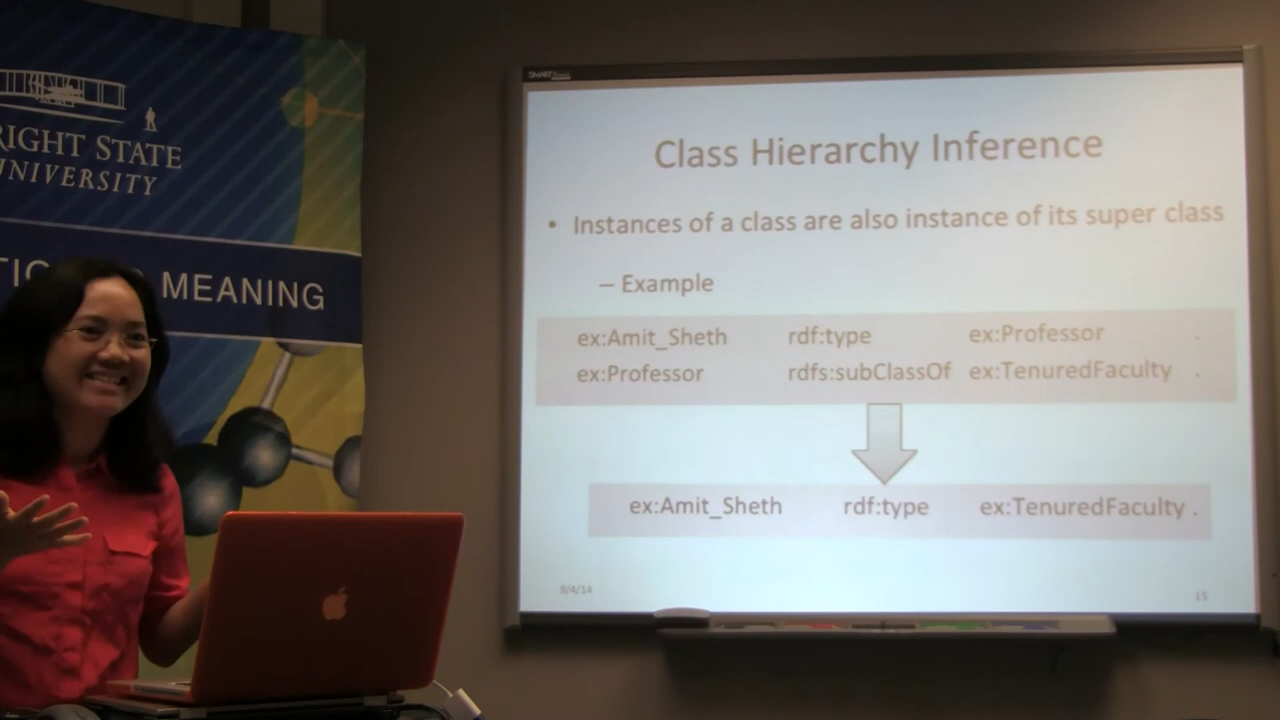 RIGHT STATE
UNIVERSITY
MEANING
SMART
Class Hierarchy Inference
• Instances of a class are also instance of its super class
– Example
ex:Amit_Sheth rdf:type ex:Professor .
ex:Professor rdfs:subClassOf ex:TenuredFaculty .
ex:Amit_Sheth rdf:type ex:TenuredFaculty .
9/4/14 15